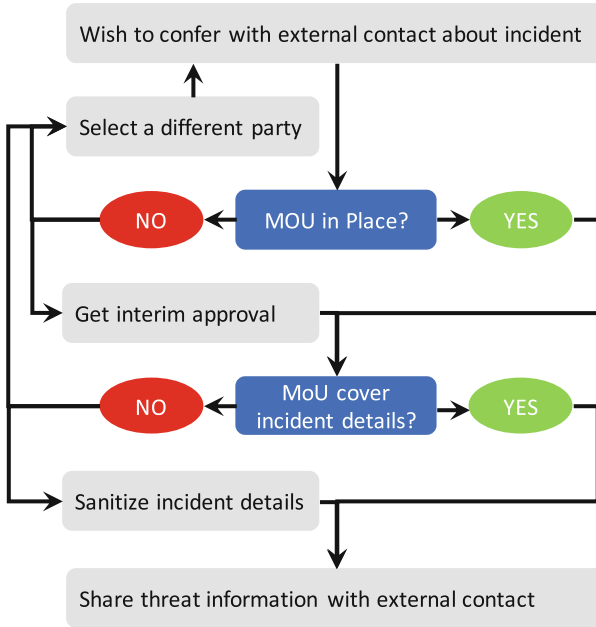 Wish to confer with external contact about incident
Select a different party
NO
MOU in Place?
YES
Get interim approval
NO
MoU cover
incident details?
YES
Sanitize incident details
Share threat information with external contact